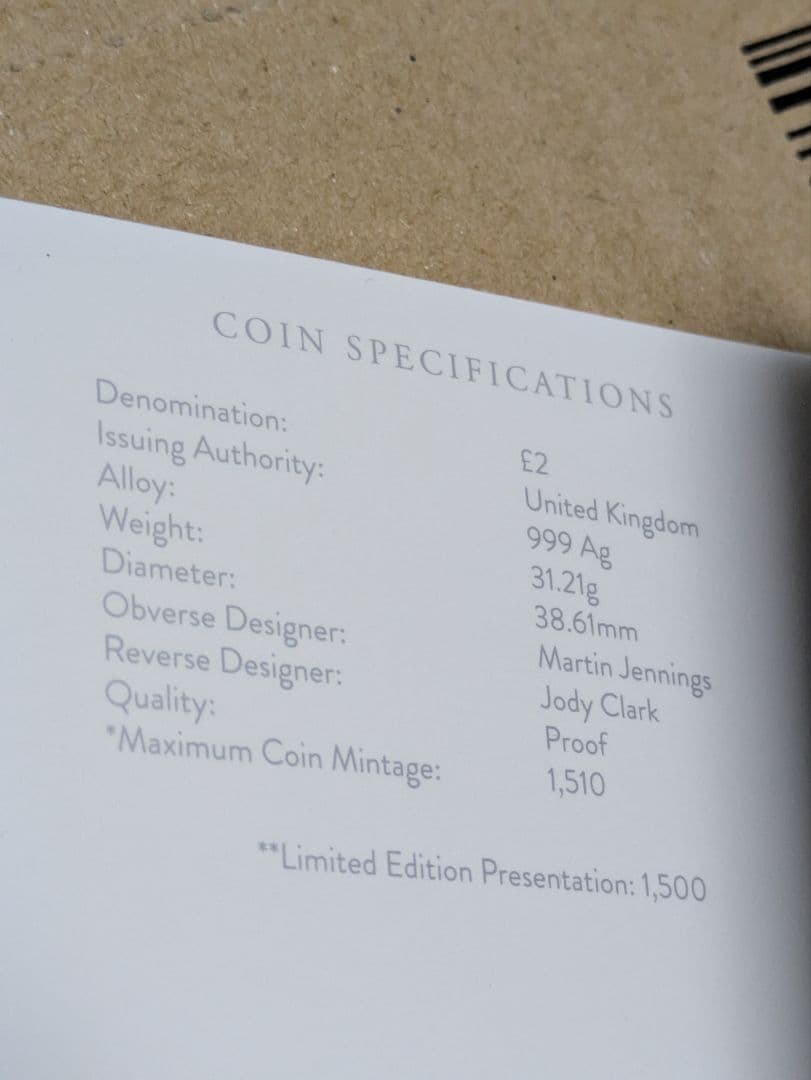 COIN SPECIFICATIONS
Denomination: £2
Issuing Authority: United Kingdom
Alloy: 999 Ag
Weight: 31.21g
Diameter: 38.61mm
Obverse Designer: Martin Jennings
Reverse Designer: Jody Clark
Quality: Proof
*Maximum Coin Mintage: 1,510
**Limited Edition Presentation: 1,500